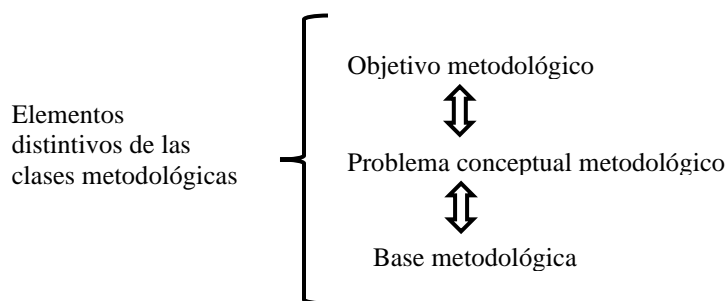 Objetivo metodológico
Elementos
distintivos de las
clases metodológicas
Problema conceptual metodológico
Base metodológica